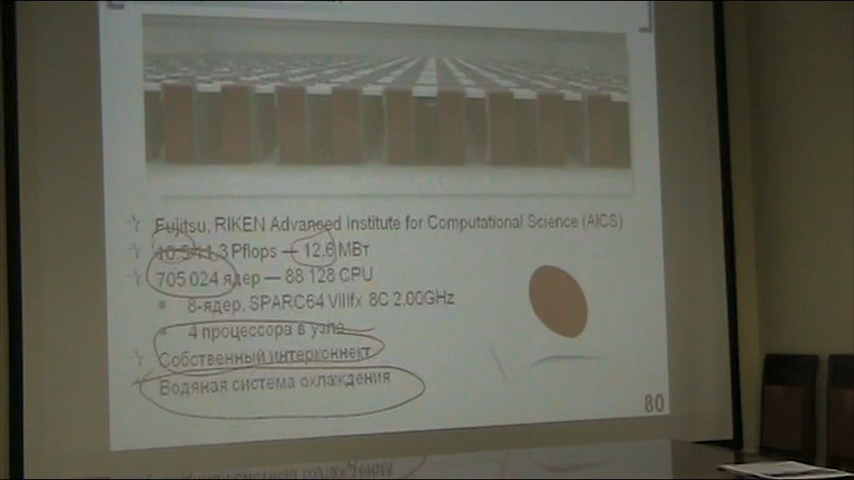 Fujitsu, RIKEN Advanced Institute for Computational Science (AICS)
10.5/11.3 Pflops — 12.6 МВт
705 024 ядер — 88 128 CPU
8-ядер. SPARC64 VIIIfx 8C 2.00GHz
4 процессора в узле
Собственный интерконнект
Водяная система охлаждения
80